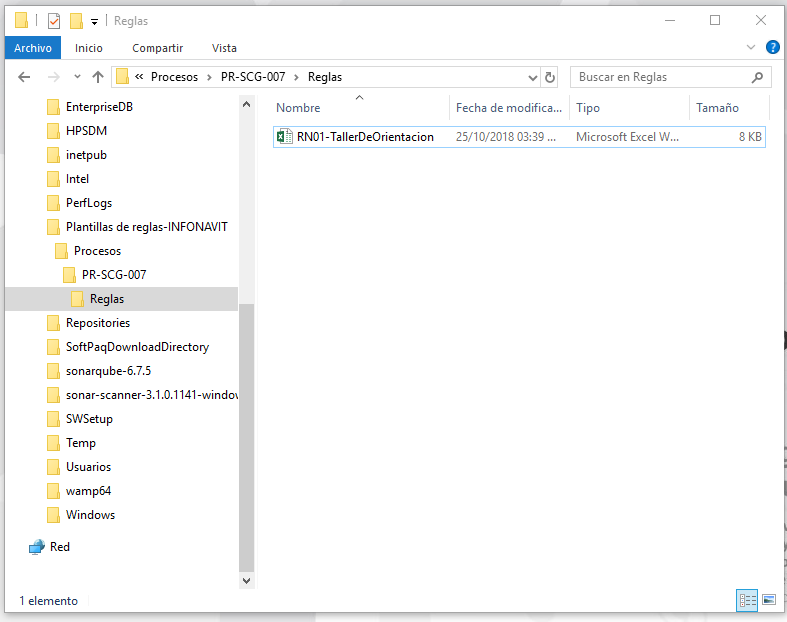 Reglas
Archivo Inicio Compartir Vista
« Procesos › PR-SCG-007 › Reglas Buscar en Reglas
Nombre Fecha de modifica... Tipo Tamaño
RN01-TallerDeOrientacion 25/10/2018 03:39 ... Microsoft Excel W... 8 KB
EnterpriseDB
HPSDM
inetpub
Intel
PerfLogs
Plantillas de reglas-INFONAVIT
Procesos
PR-SCG-007
Reglas
Repositories
SoftPaqDownloadDirectory
sonarqube-6.7.5
sonar-scanner-3.1.0.1141-window
SWSetup
Temp
Usuarios
wamp64
Windows
Red
1 elemento